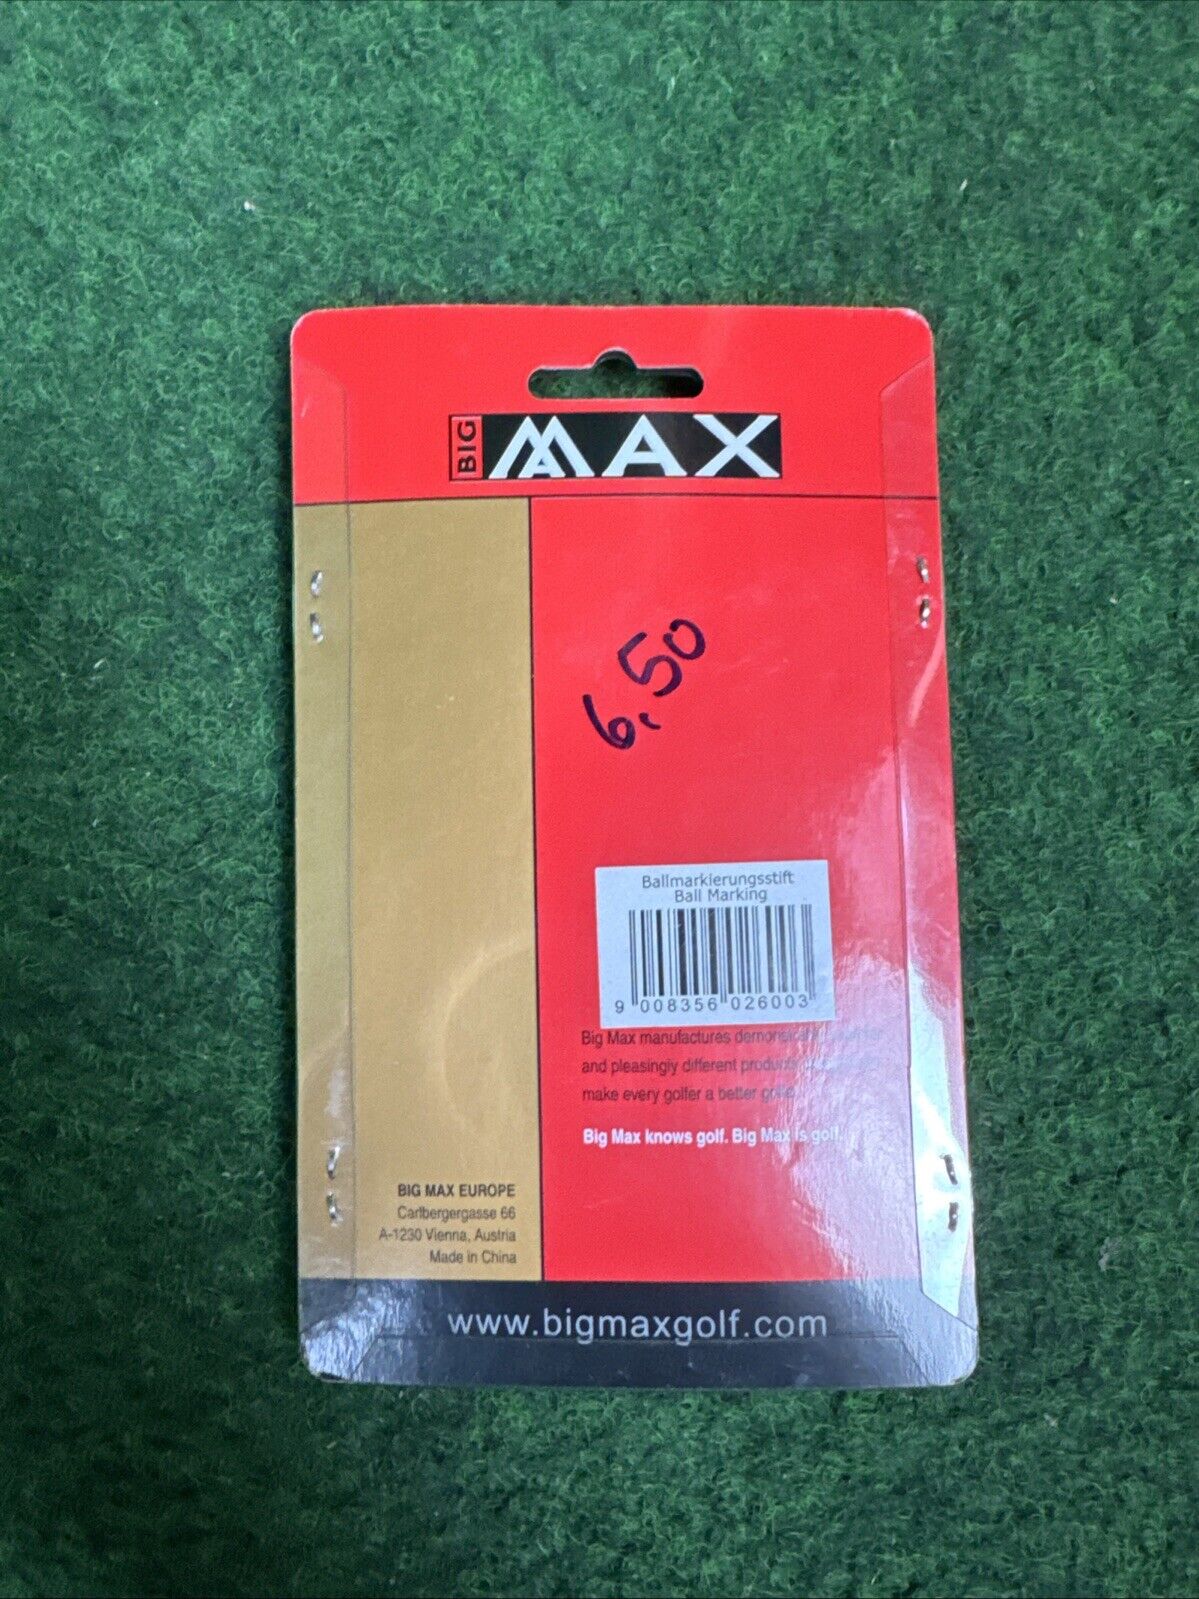 BIG MAX
6,50
Ballmarkierungsstift
Ball Marking
9 008356 026003
Big Max manufactures
and pleasingly different products
make every golfer a better golfer
Big Max knows golf. Big Max is golf.
BIG MAX EUROPE
Carlbergergasse 66
A-1230 Vienna, Austria
Made in China
www.bigmaxgolf.com